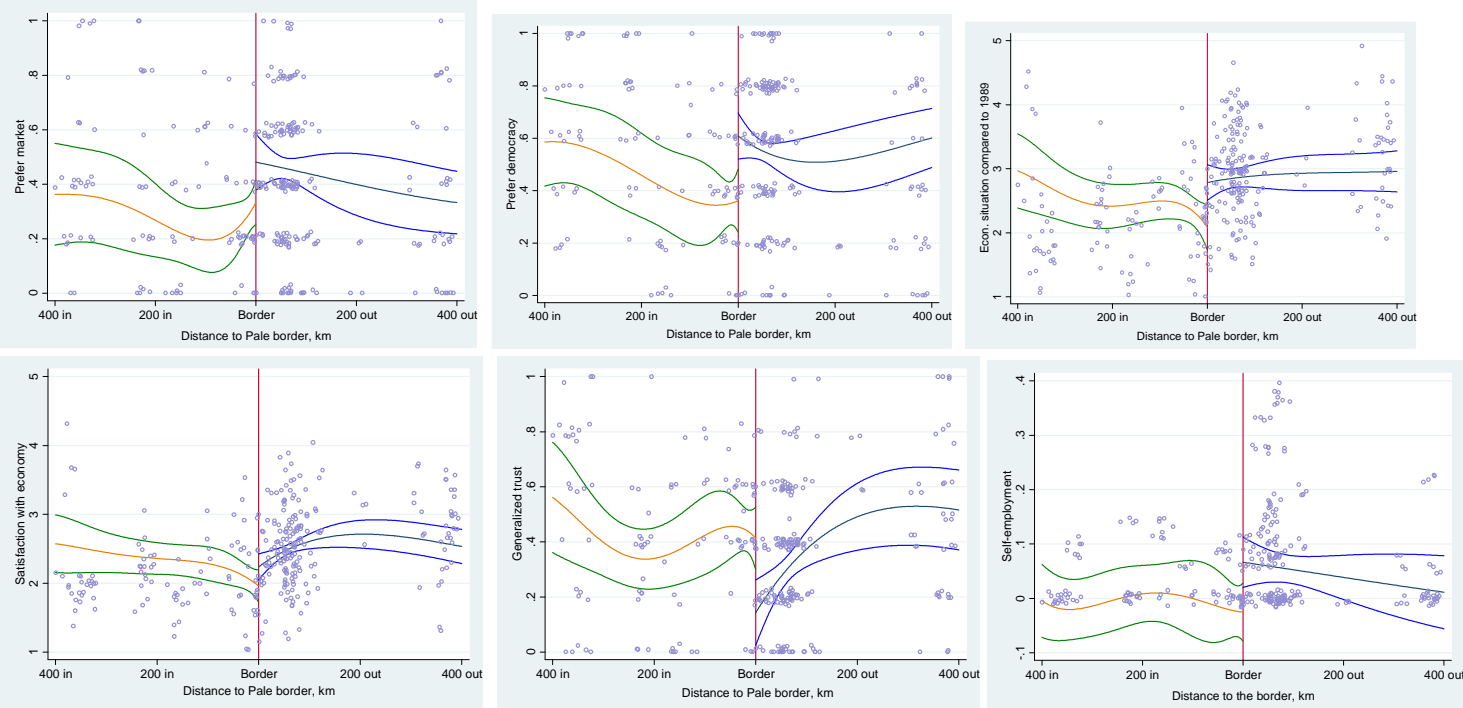 Prefer market
1
.8
.6
.4
.2
0
400 in 200 in Border 200 out 400 out
Distance to Pale border, km
Prefer democracy
1
.8
.6
.4
.2
0
400 in 200 in Border 200 out 400 out
Distance to Pale border, km
Econ. situation compared to 1989
5
4
3
2
1
400 in 200 in Border 200 out 400 out
Distance to Pale border, km
Satisfaction with economy
5
4
3
2
1
400 in 200 in Border 200 out 400 out
Distance to Pale border, km
Generalized trust
1
.8
.6
.4
.2
0
400 in 200 in Border 200 out 400 out
Distance to Pale border, km
Self-employment
.4
.3
.2
.1
0
-.1
400 in 200 in Border 200 out 400 out
Distance to the border, km